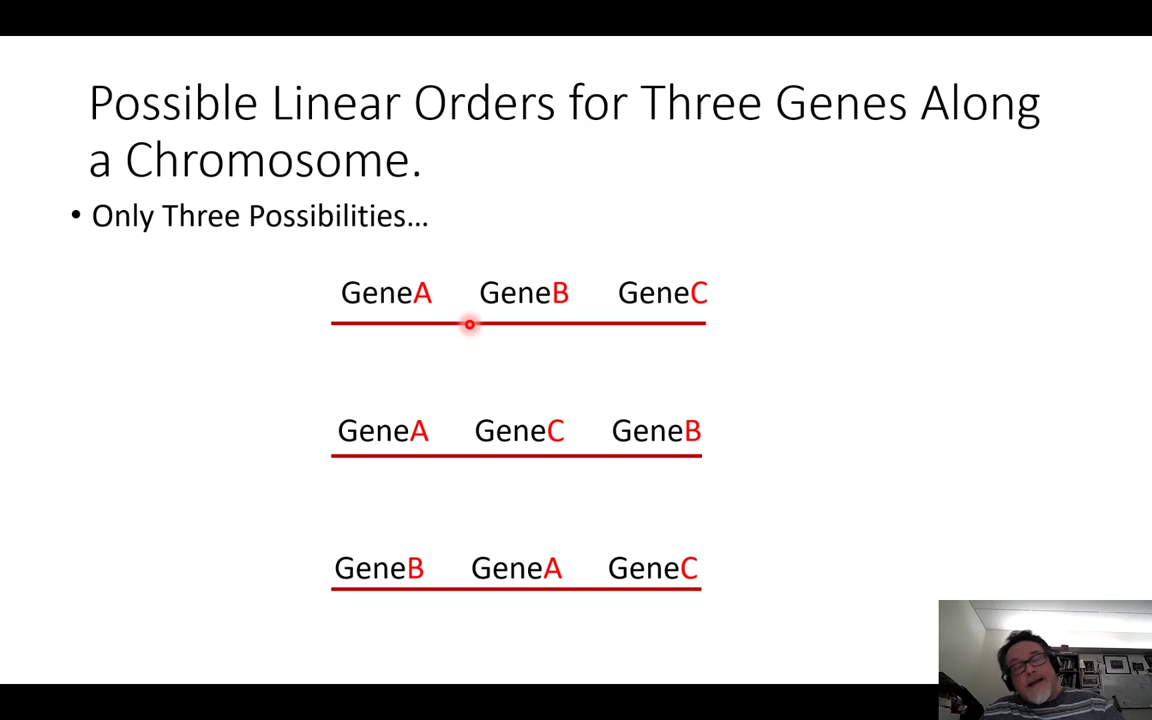 Possible Linear Orders for Three Genes Along
a Chromosome.
• Only Three Possibilities...
GeneA GeneB GeneC
GeneA GeneC GeneB
GeneB GeneA GeneC